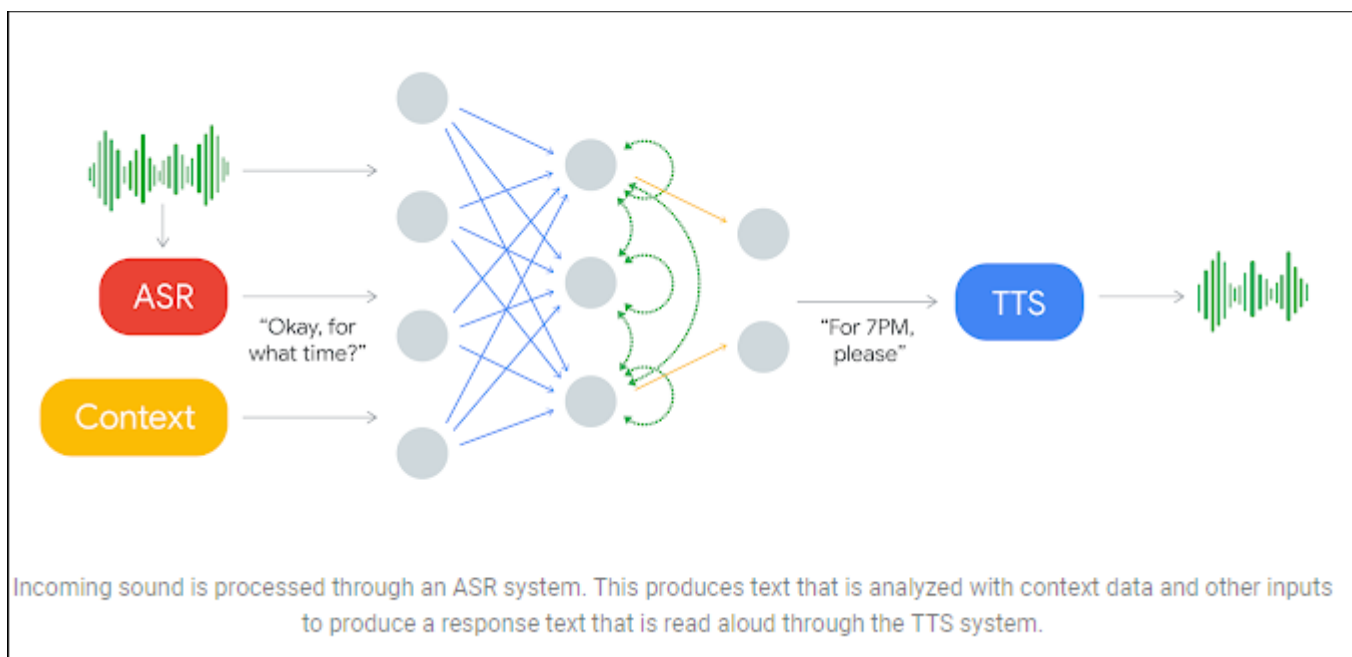 ASR
"Okay, for
what time?"
Context
"For 7PM,
please"
TTS
Incoming sound is processed through an ASR system. This produces text that is analyzed with context data and other inputs
to produce a response text that is read aloud through the TTS system.